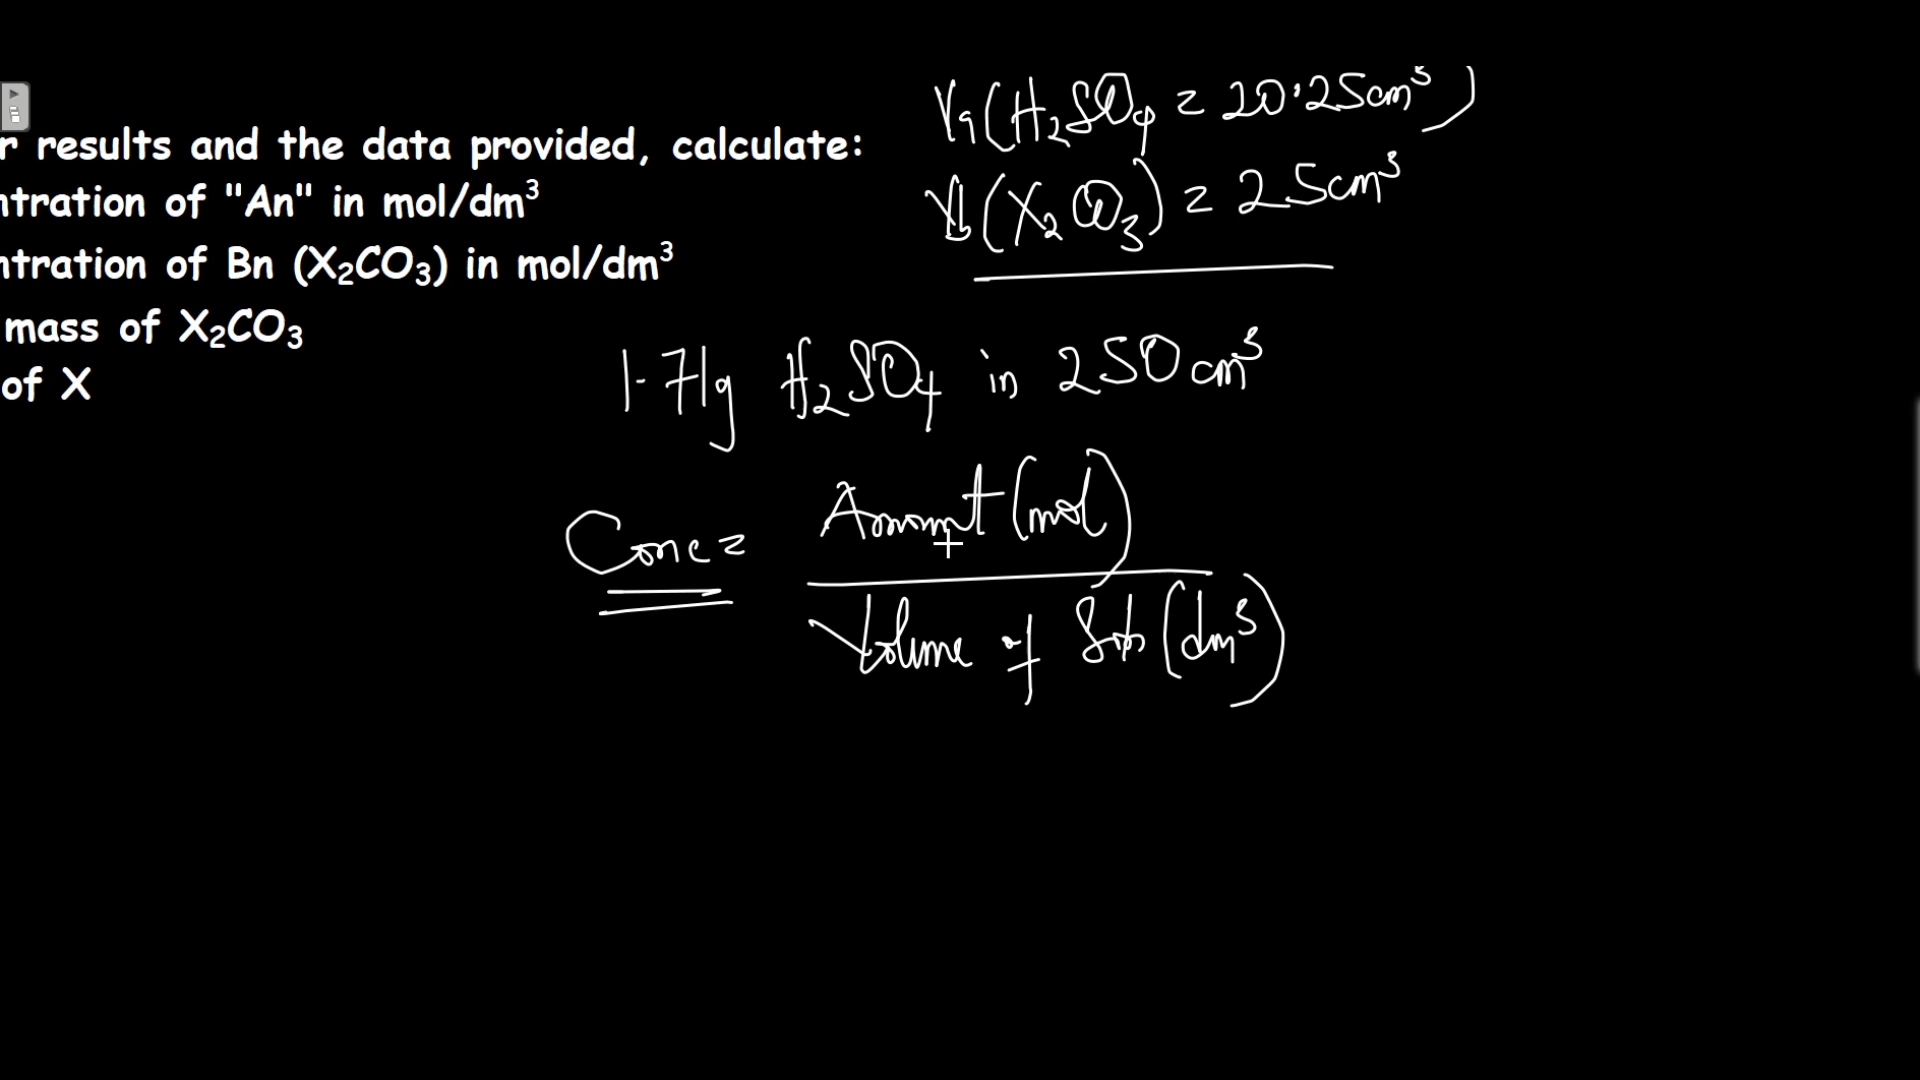 r results and the data provided, calculate:
ntration of "An" in mol/dm³
ntration of Bn (X₂CO₃) in mol/dm³
mass of X₂CO₃
of X
Va(H₂SO₄ = 20.25cm³)
Vb(X₂CO₃) = 25cm³
1.71g H₂SO₄ in 250cm³
Conc = Amount (mol)
Volume of (dm³)